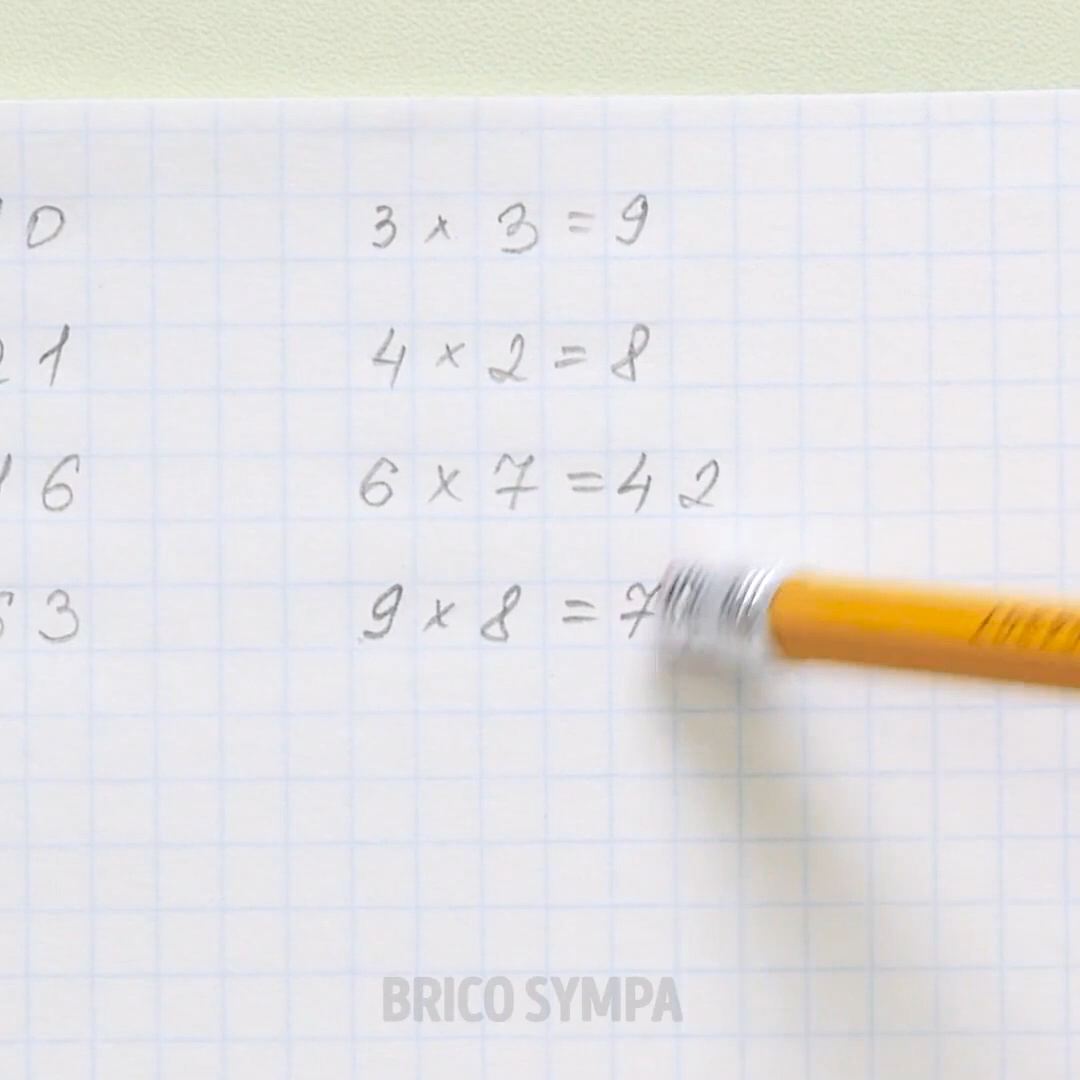 0 3 × 3 = 9
1 4 × 2 = 8
6 6 × 7 = 42
3 9 × 8 = 7
BRICO SYMPA